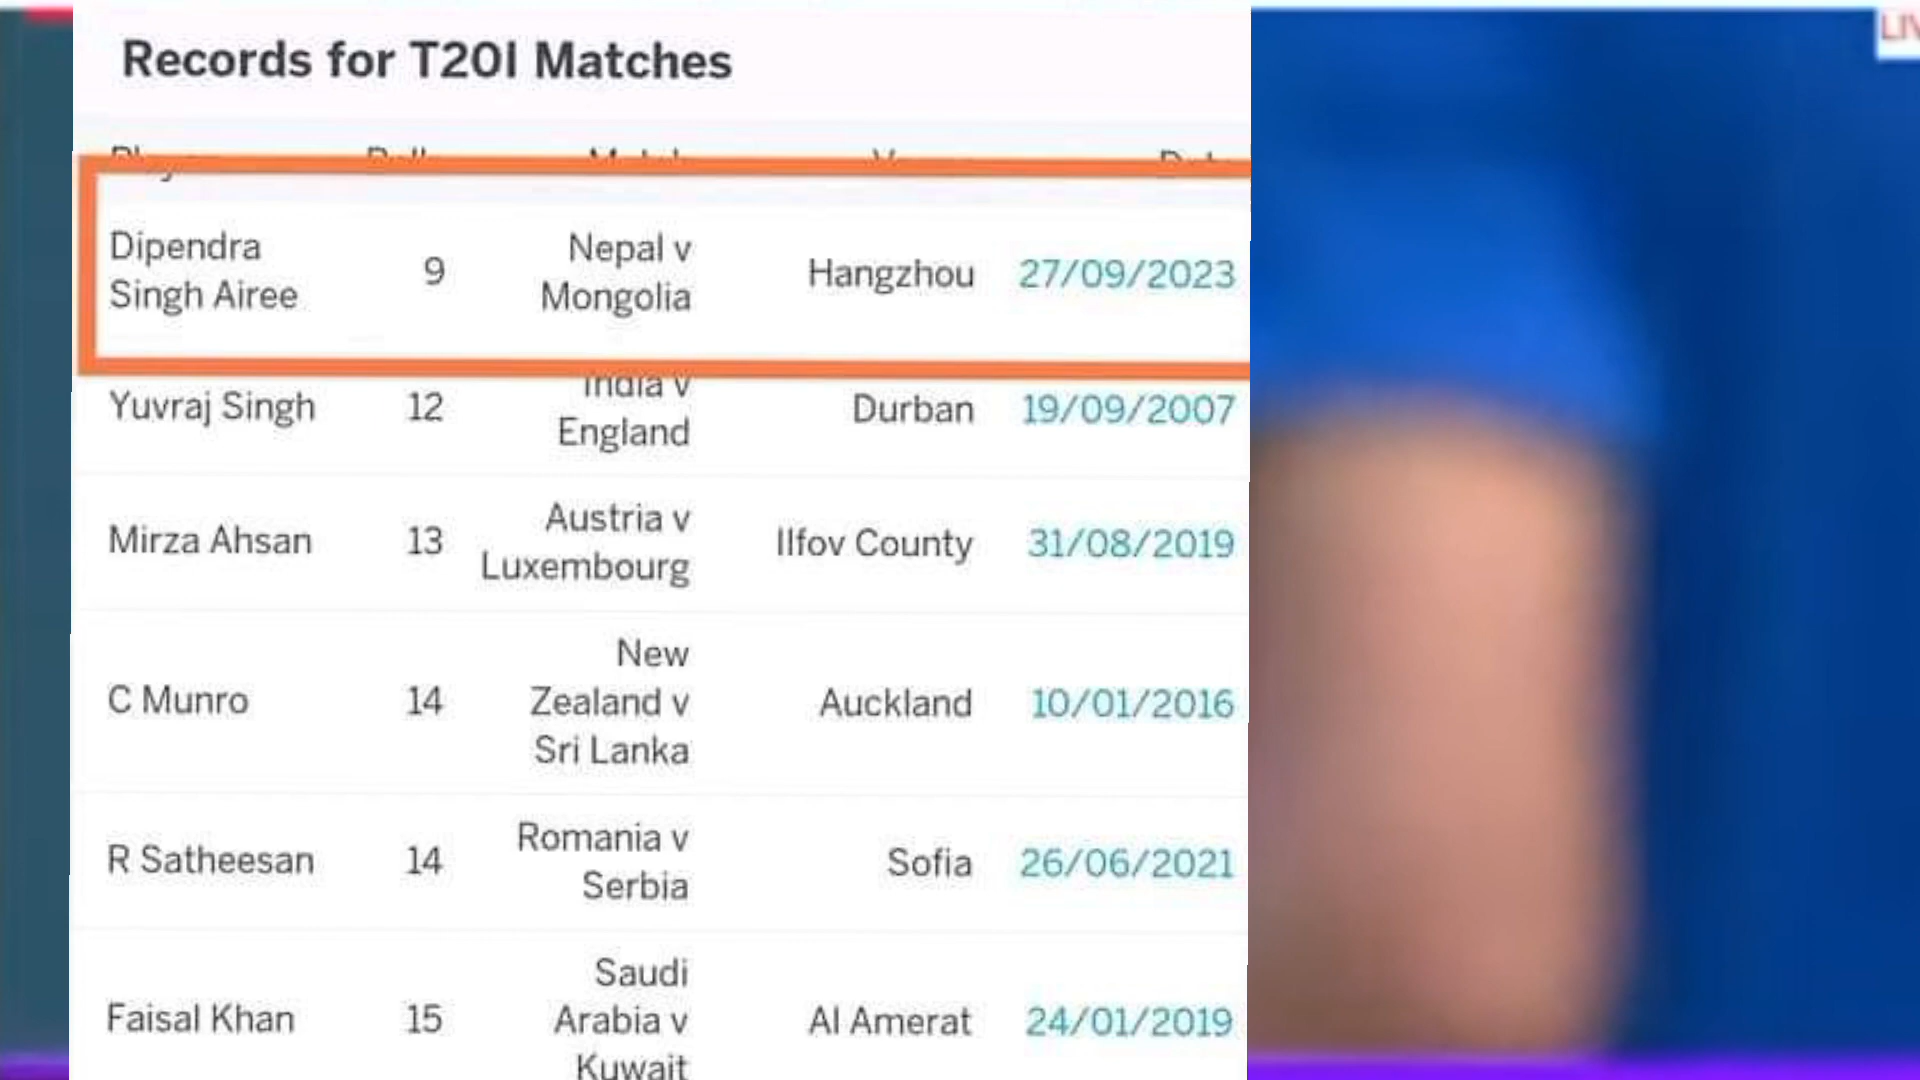 LIV
Records for T20I Matches
Dipendra
Singh Airee
9
Nepal v
Mongolia
Hangzhou
27/09/2023
Yuvraj Singh
12
India v
England
Durban
19/09/2007
Mirza Ahsan
13
Austria v
Luxembourg
Ilfov County
31/08/2019
C Munro
14
New
Zealand v
Sri Lanka
Auckland
10/01/2016
R Satheesan
14
Romania v
Serbia
Sofia
26/06/2021
Faisal Khan
15
Saudi
Arabia v
Kuwait
Al Amerat
24/01/2019